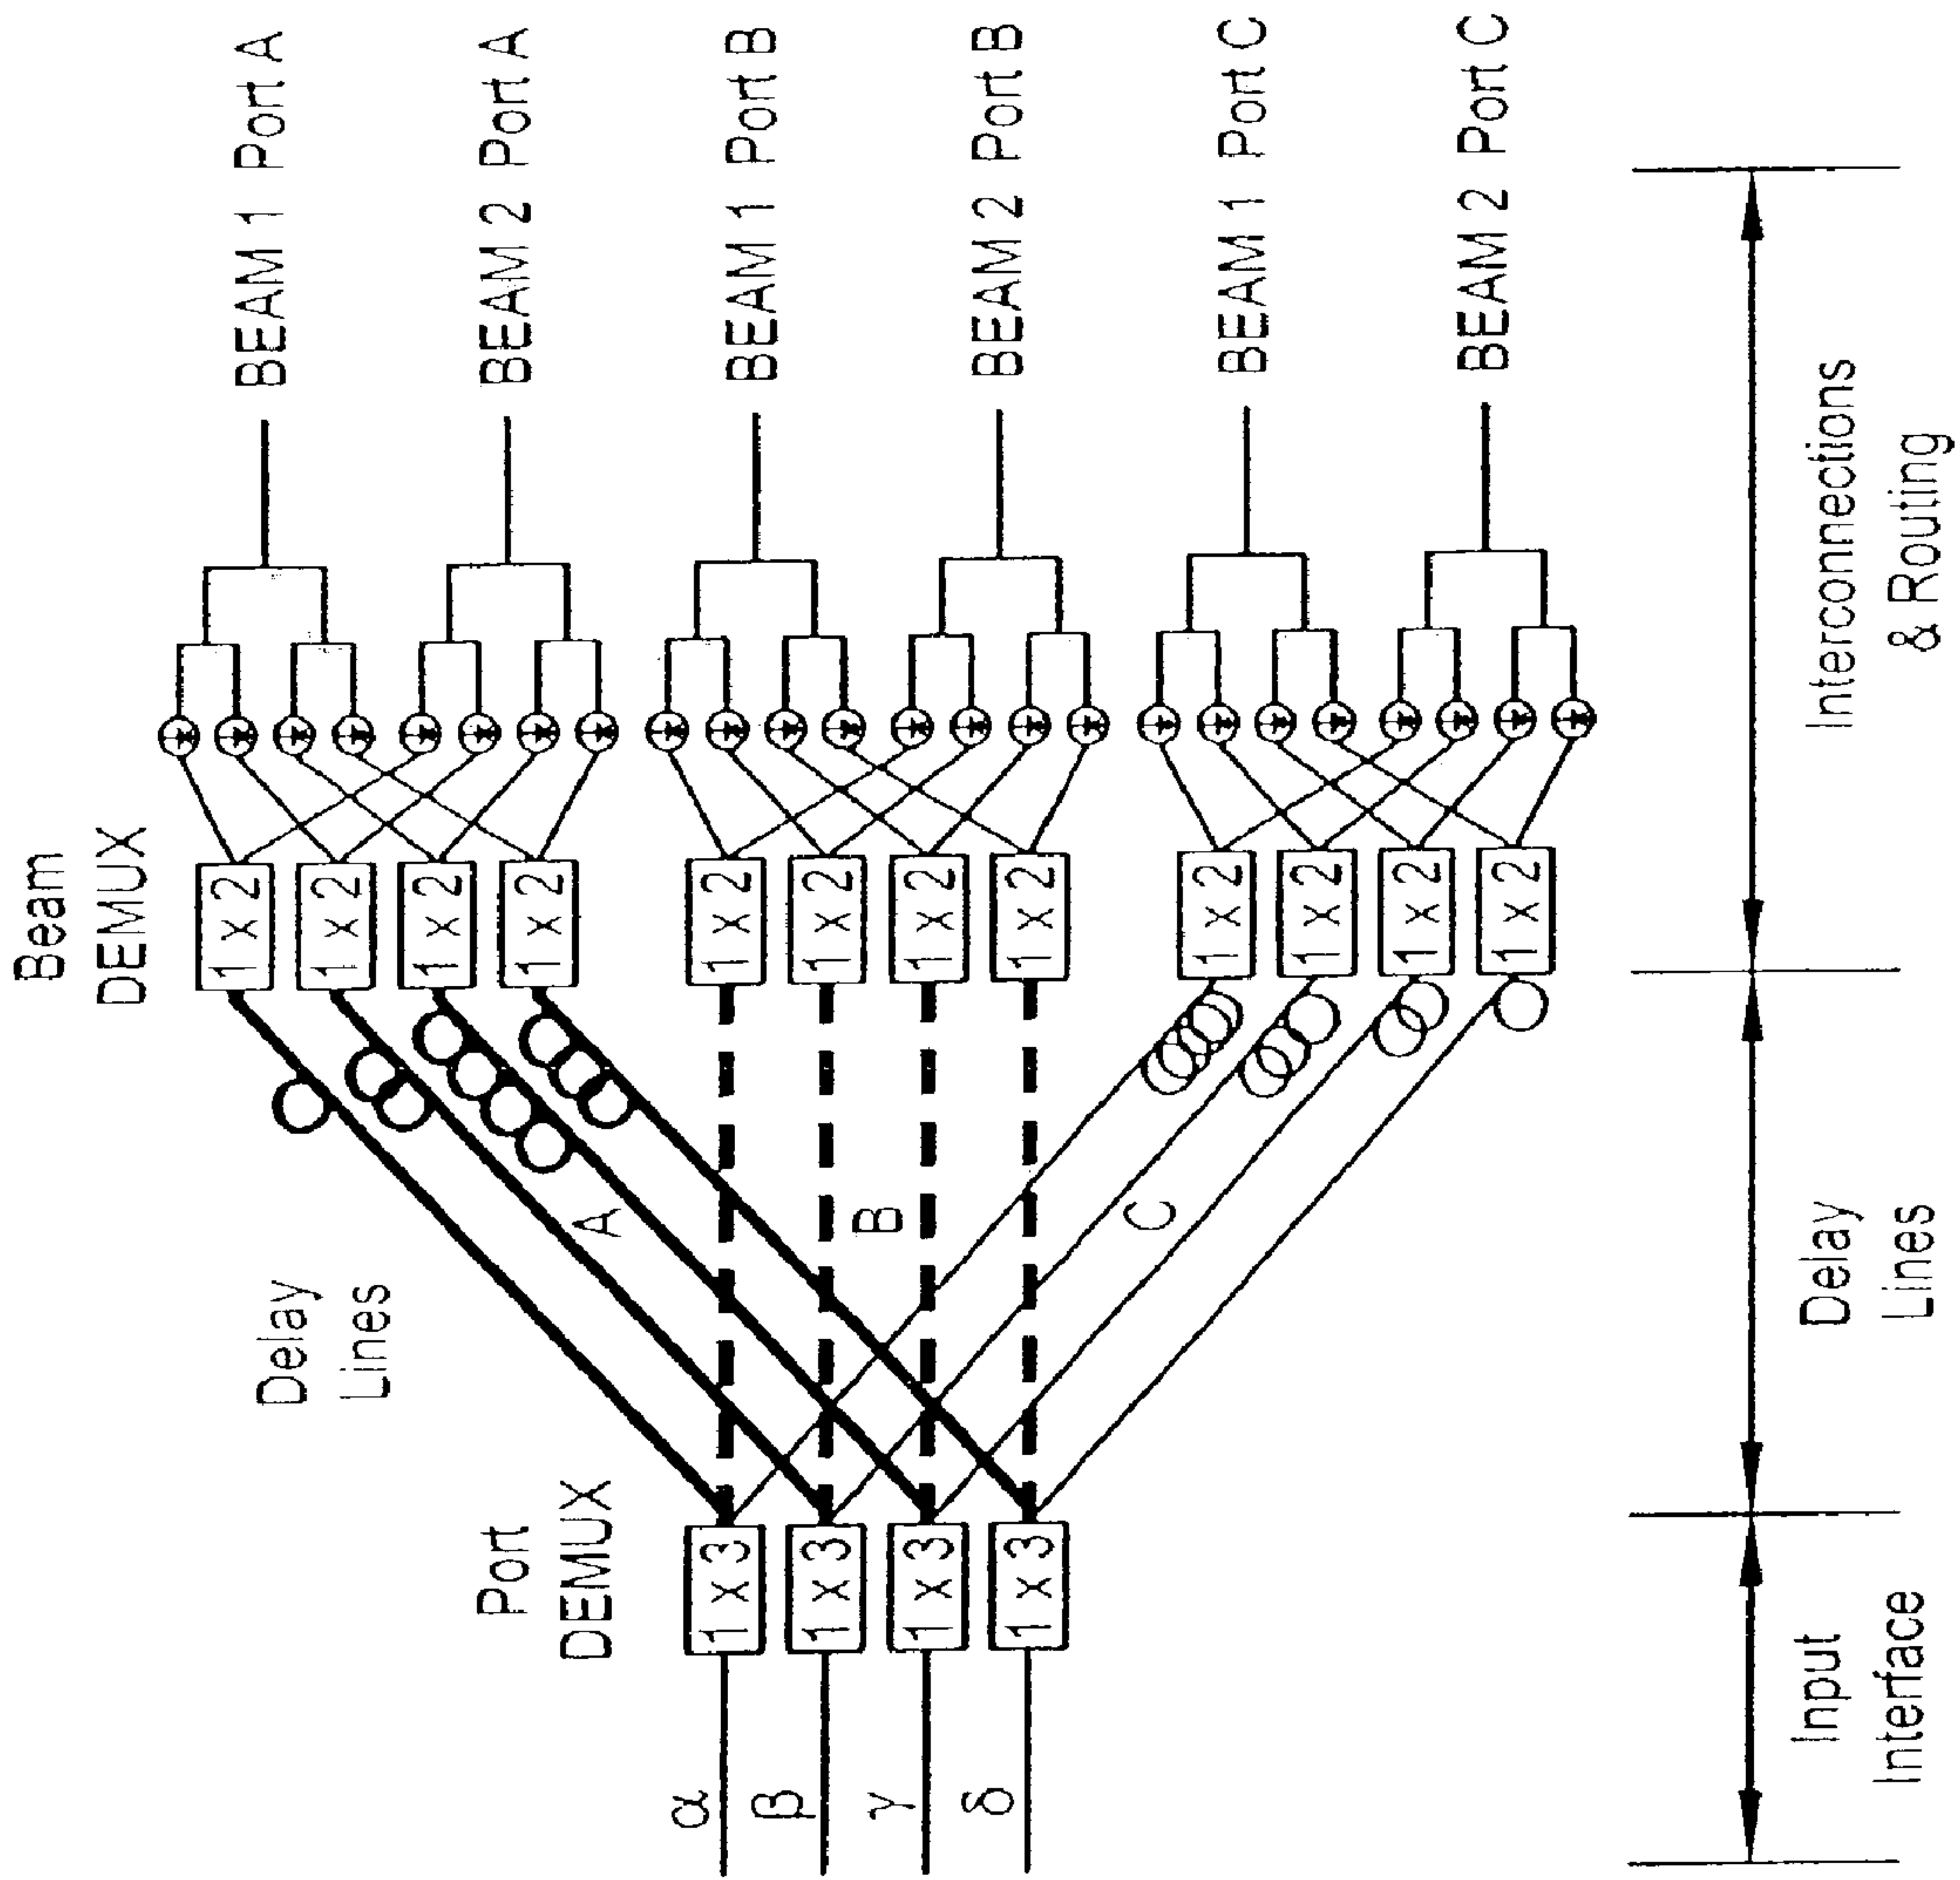 BEAM 1 Port A
BEAM 2 Port A
BEAM 1 Port B
BEAM 2 Port B
BEAM 1 Port C
BEAM 2 Port C
Beam
DEMUX
1 x 2
1 x 2
1 x 2
1 x 2
1 x 2
1 x 2
1 x 2
1 x 2
1 x 2
1 x 2
1 x 2
1 x 2
Delay
Lines
A
B
C
Port
DEMUX
1 x 3
1 x 3
1 x 3
1 x 3
α
β
γ
δ
Input
Interface
Delay
Lines
Interconnections
& Routing